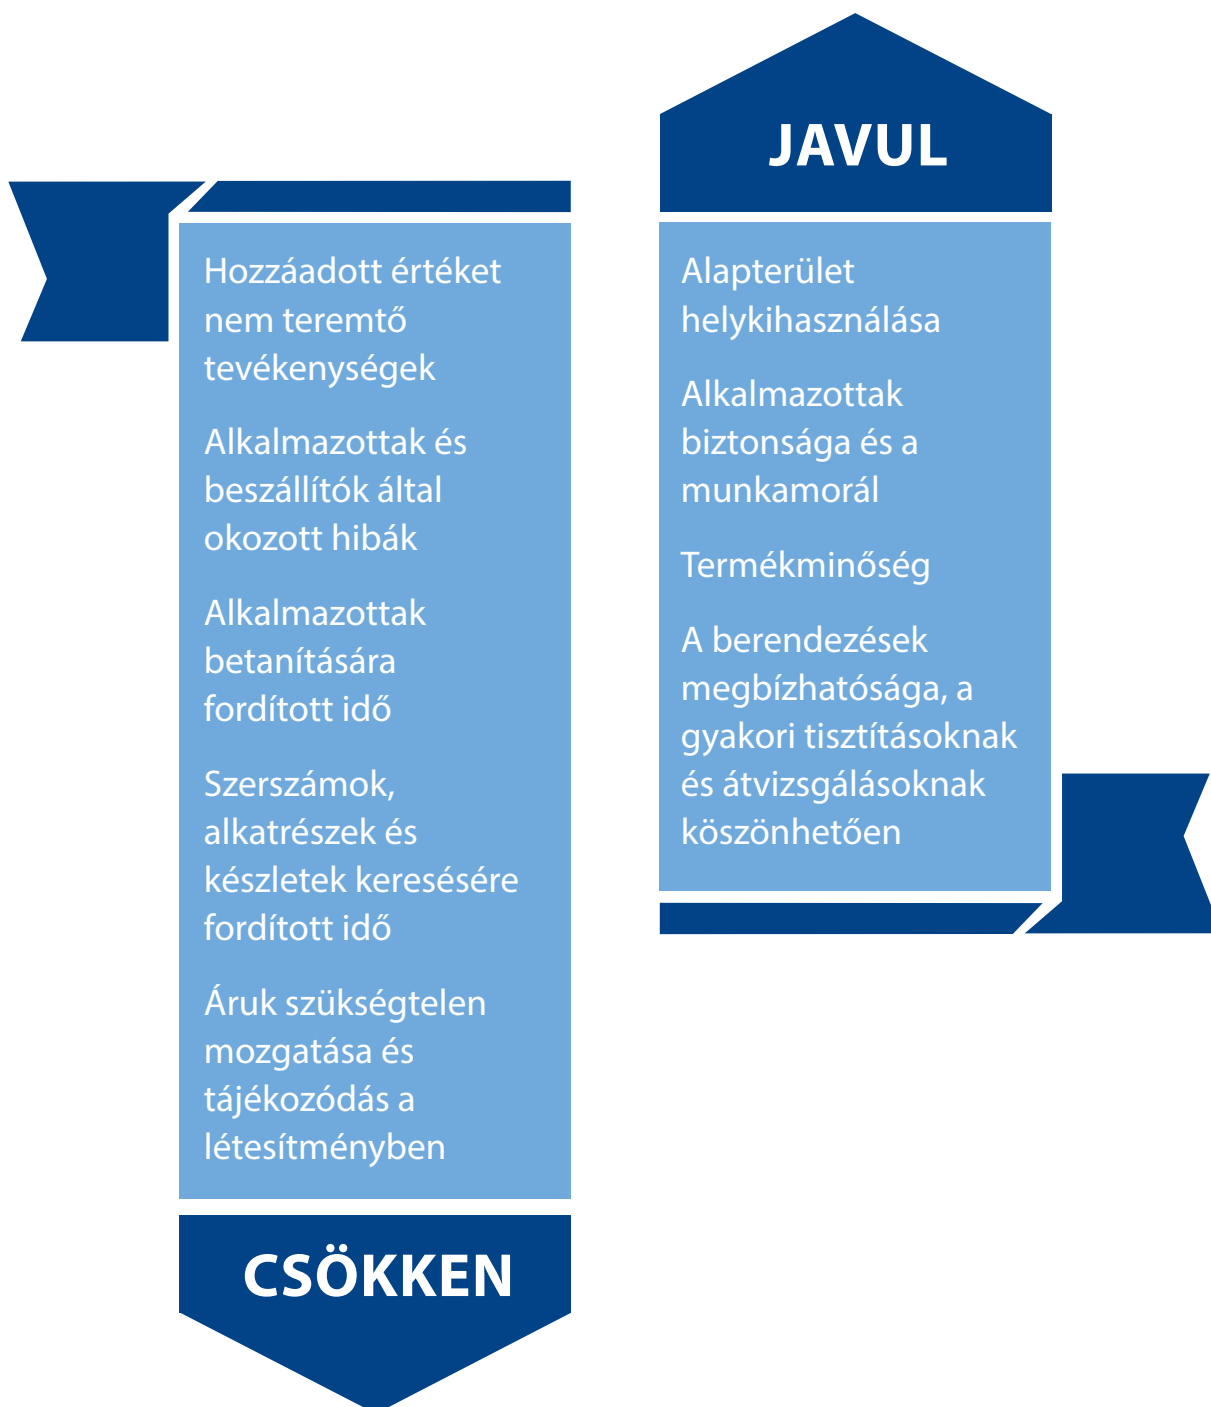 Hozzáadott értéket
nem teremtő
tevékenységek
Alkalmazottak és
beszállítók által
okozott hibák
Alkalmazottak
betanítására
fordított idő
Szerszámok,
alkatrészek és
készletek keresésére
fordított idő
Áruk szükségtelen
mozgatása és
tájékozódás a
létesítményben
CSÖKKEN
JAVUL
Alapterület
helykihasználása
Alkalmazottak
biztonsága és a
munkamorál
Termékminőség
A berendezések
megbízhatósága, a
gyakori tisztításoknak
és átvizsgálásoknak
köszönhetően